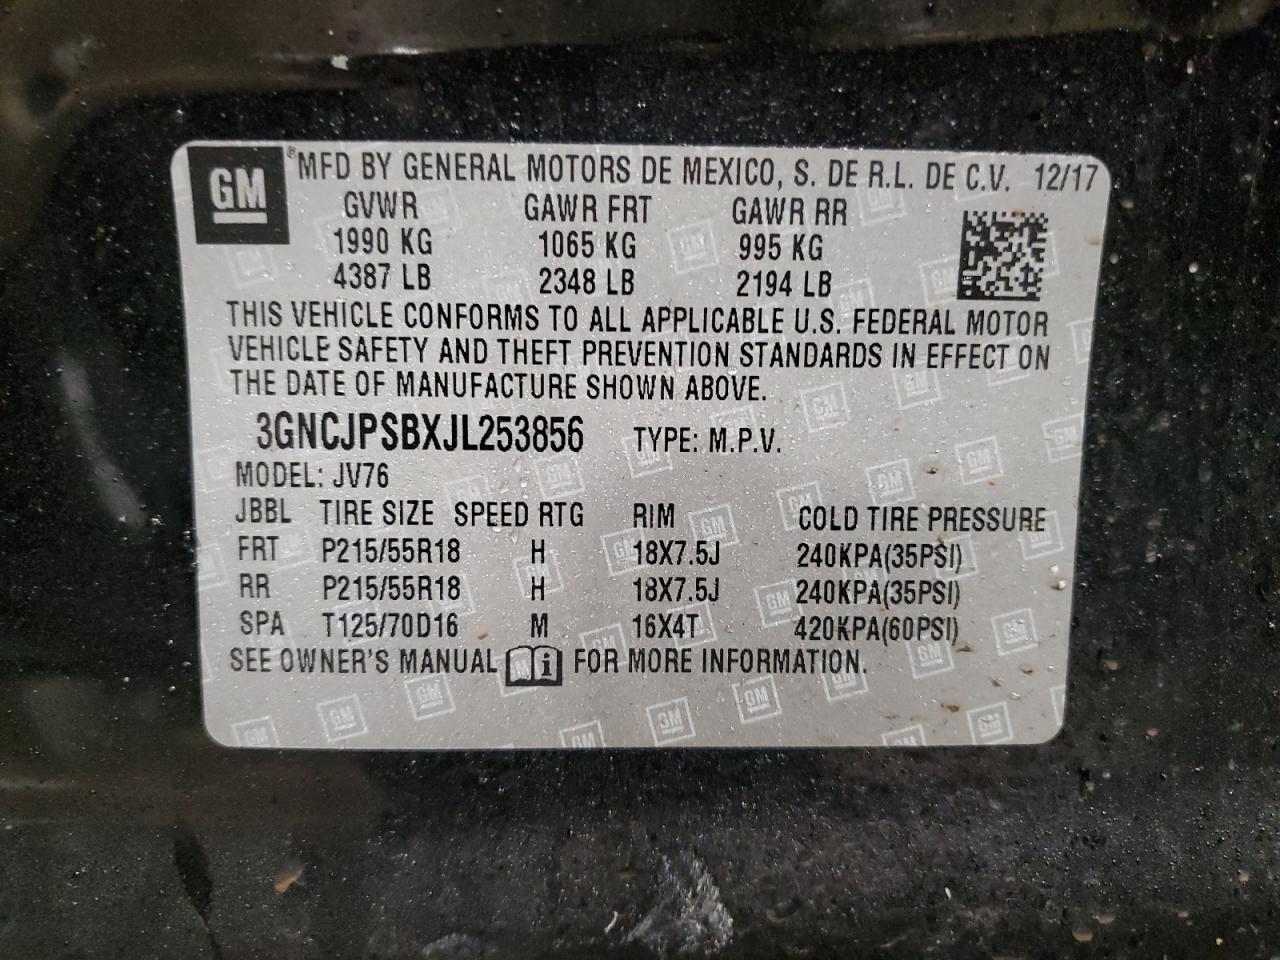 GM ® MFD BY GENERAL MOTORS DE MEXICO, S. DE R.L. DE C.V. 12/17
GVWR GAWR FRT GAWR RR
1990 KG 1065 KG 995 KG
4387 LB 2348 LB 2194 LB
THIS VEHICLE CONFORMS TO ALL APPLICABLE U.S. FEDERAL MOTOR
VEHICLE SAFETY AND THEFT PREVENTION STANDARDS IN EFFECT ON
THE DATE OF MANUFACTURE SHOWN ABOVE.
3GNCJPSBXJL253856 TYPE: M.P.V.
MODEL: JV76
JBBL TIRE SIZE SPEED RTG RIM COLD TIRE PRESSURE
FRT P215/55R18 H 18X7.5J 240KPA(35PSI)
RR P215/55R18 H 18X7.5J 240KPA(35PSI)
SPA T125/70D16 M 16X4T 420KPA(60PSI)
SEE OWNER'S MANUAL i FOR MORE INFORMATION.